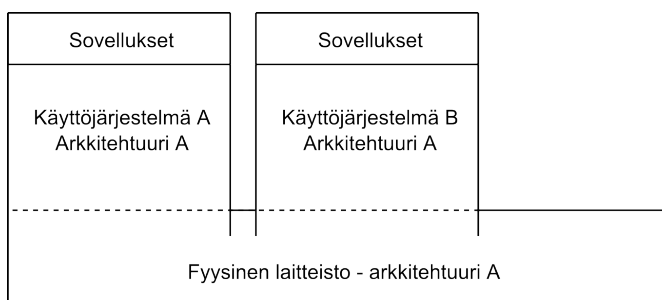 Sovellukset
Käyttöjärjestelmä A
Arkkitehtuuri A
Sovellukset
Käyttöjärjestelmä B
Arkkitehtuuri A
Fyysinen laitteisto - arkkitehtuuri A